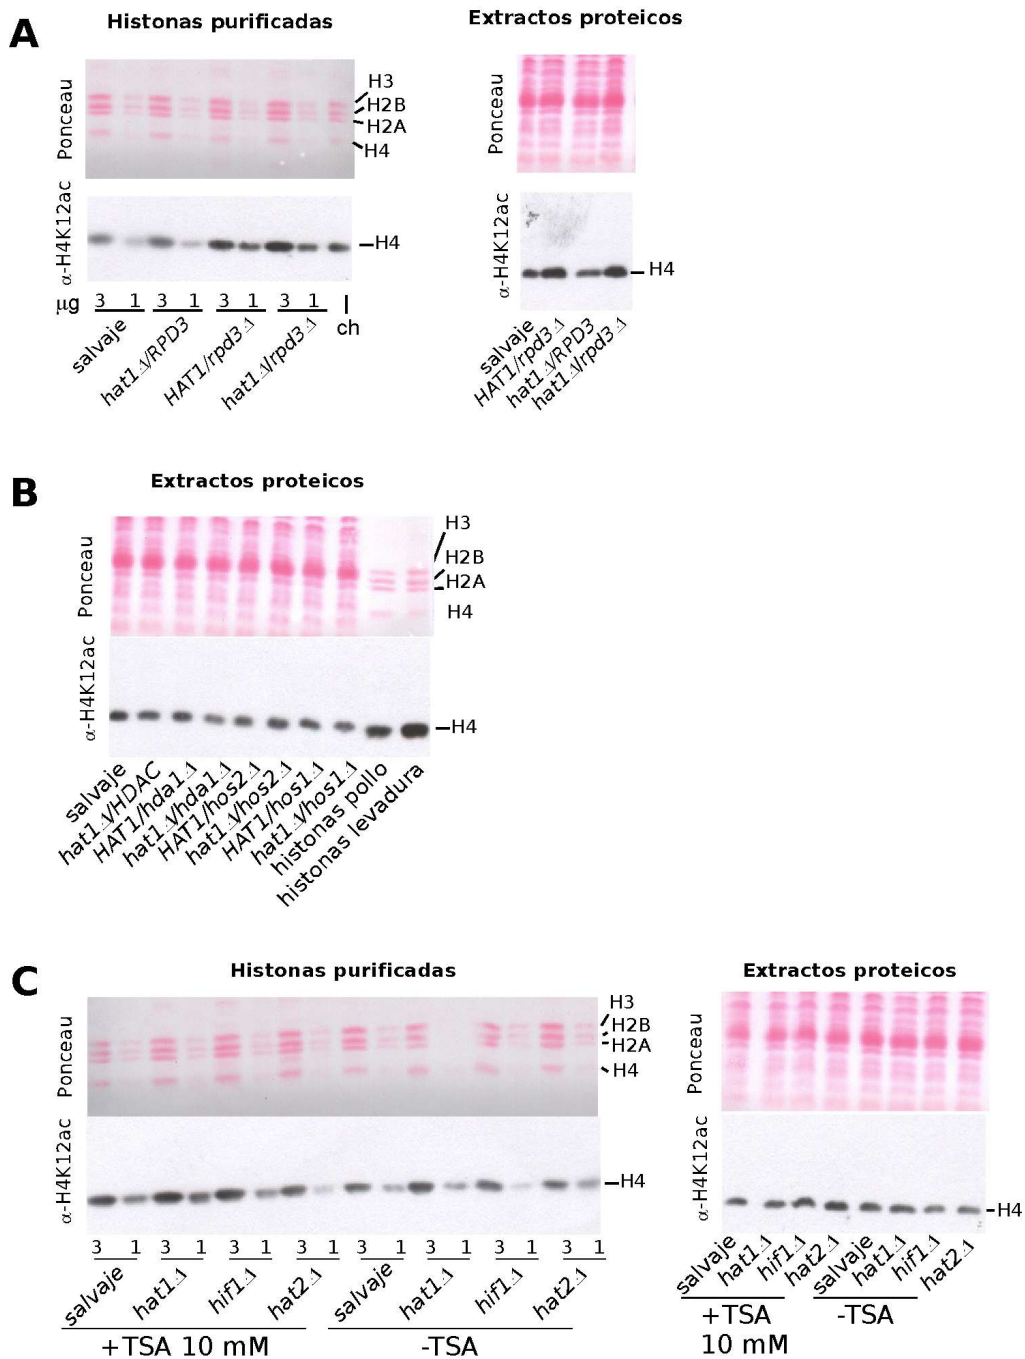 A
Histonas purificadas
Extractos proteicos
Ponceau
H3
H2B
H2A
H4
α-H4K12ac
H4
μg 3 1 3 1 3 1 3 1
ch
salvaje
hat1Δ/RPD3
HAT1/rpd3Δ
hat1Δ/rpd3Δ
Ponceau
α-H4K12ac
H4
salvaje
HAT1/rpd3Δ
hat1Δ/RPD3
hat1Δ/rpd3Δ
B
Extractos proteicos
Ponceau
H3
H2B
H2A
H4
α-H4K12ac
H4
salvaje
hat1Δ/HDAC
HAT1/hda1Δ
hat1Δ/hda1Δ
HAT1/hos2Δ
hat1Δ/hos2Δ
HAT1/hos1Δ
hat1Δ/hos1Δ
histonas pollo
histonas levadura
C
Histonas purificadas
Extractos proteicos
Ponceau
H3
H2B
H2A
H4
α-H4K12ac
H4
3 1 3 1 3 1 3 1 3 1 3 1 3 1 3 1
salvaje
hat1Δ
hif1Δ
hat2Δ
salvaje
hat1Δ
hif1Δ
hat2Δ
+TSA 10 mM
-TSA
Ponceau
α-H4K12ac
H4
salvaje
hat1Δ
hif1Δ
hat2Δ
salvaje
hat1Δ
hif1Δ
hat2Δ
+TSA
10 mM
-TSA